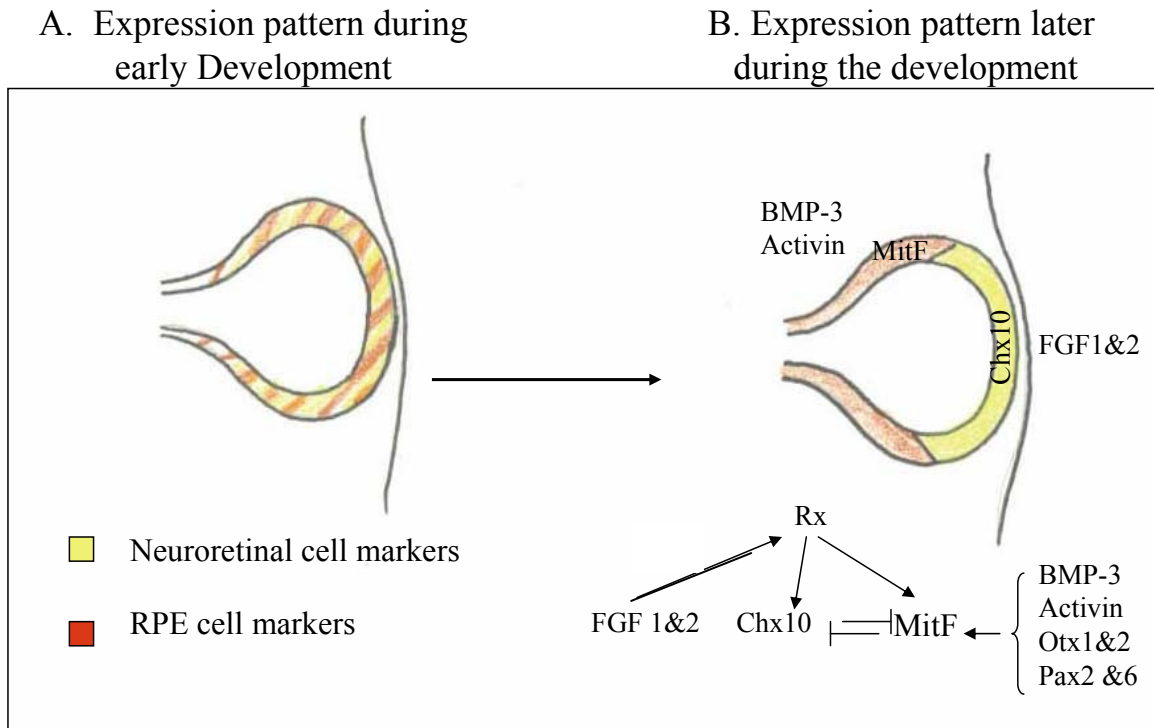 A. Expression pattern during
early Development
B. Expression pattern later
during the development
BMP-3
Activin
MitF
Chx10
FGF1&2
Neuroretinal cell markers
RPE cell markers
Rx
FGF 1&2
Chx10
MitF
BMP-3
Activin
Otx1&2
Pax2 &6